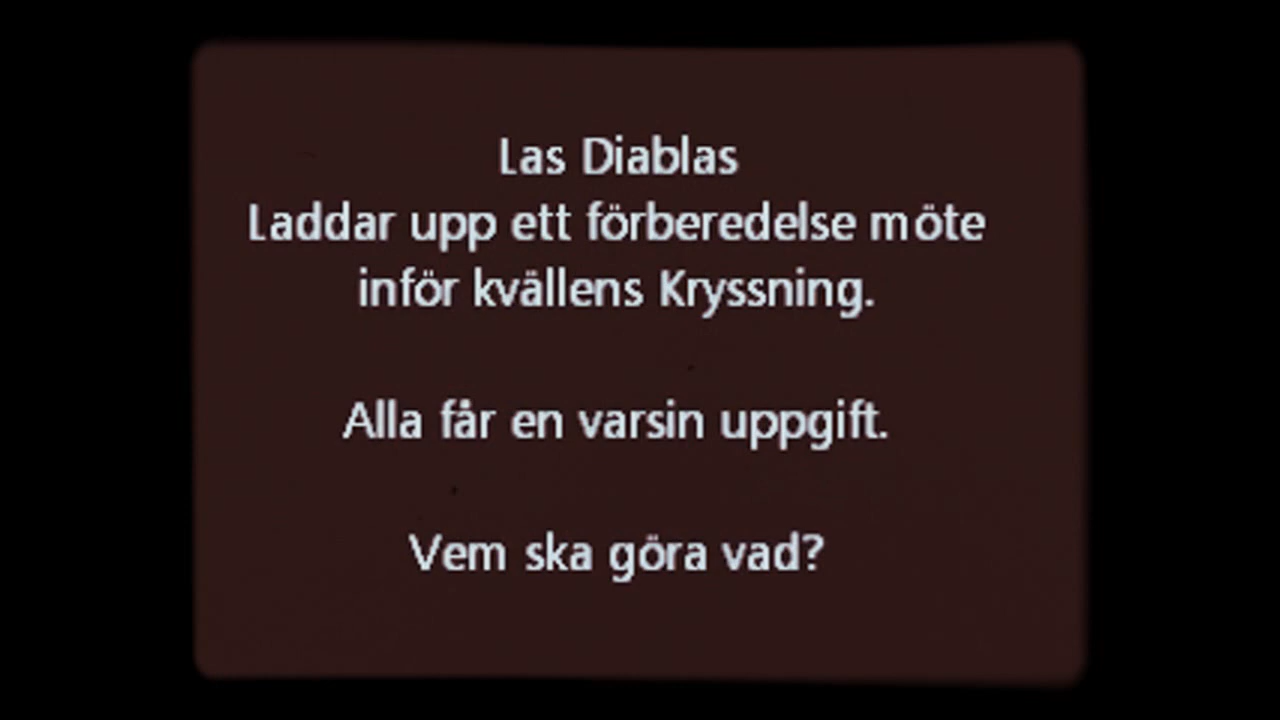 Las Diablas
Laddar upp ett förberedelse möte
inför kvällens Kryssning.
Alla får en varsin uppgift.
Vem ska göra vad?